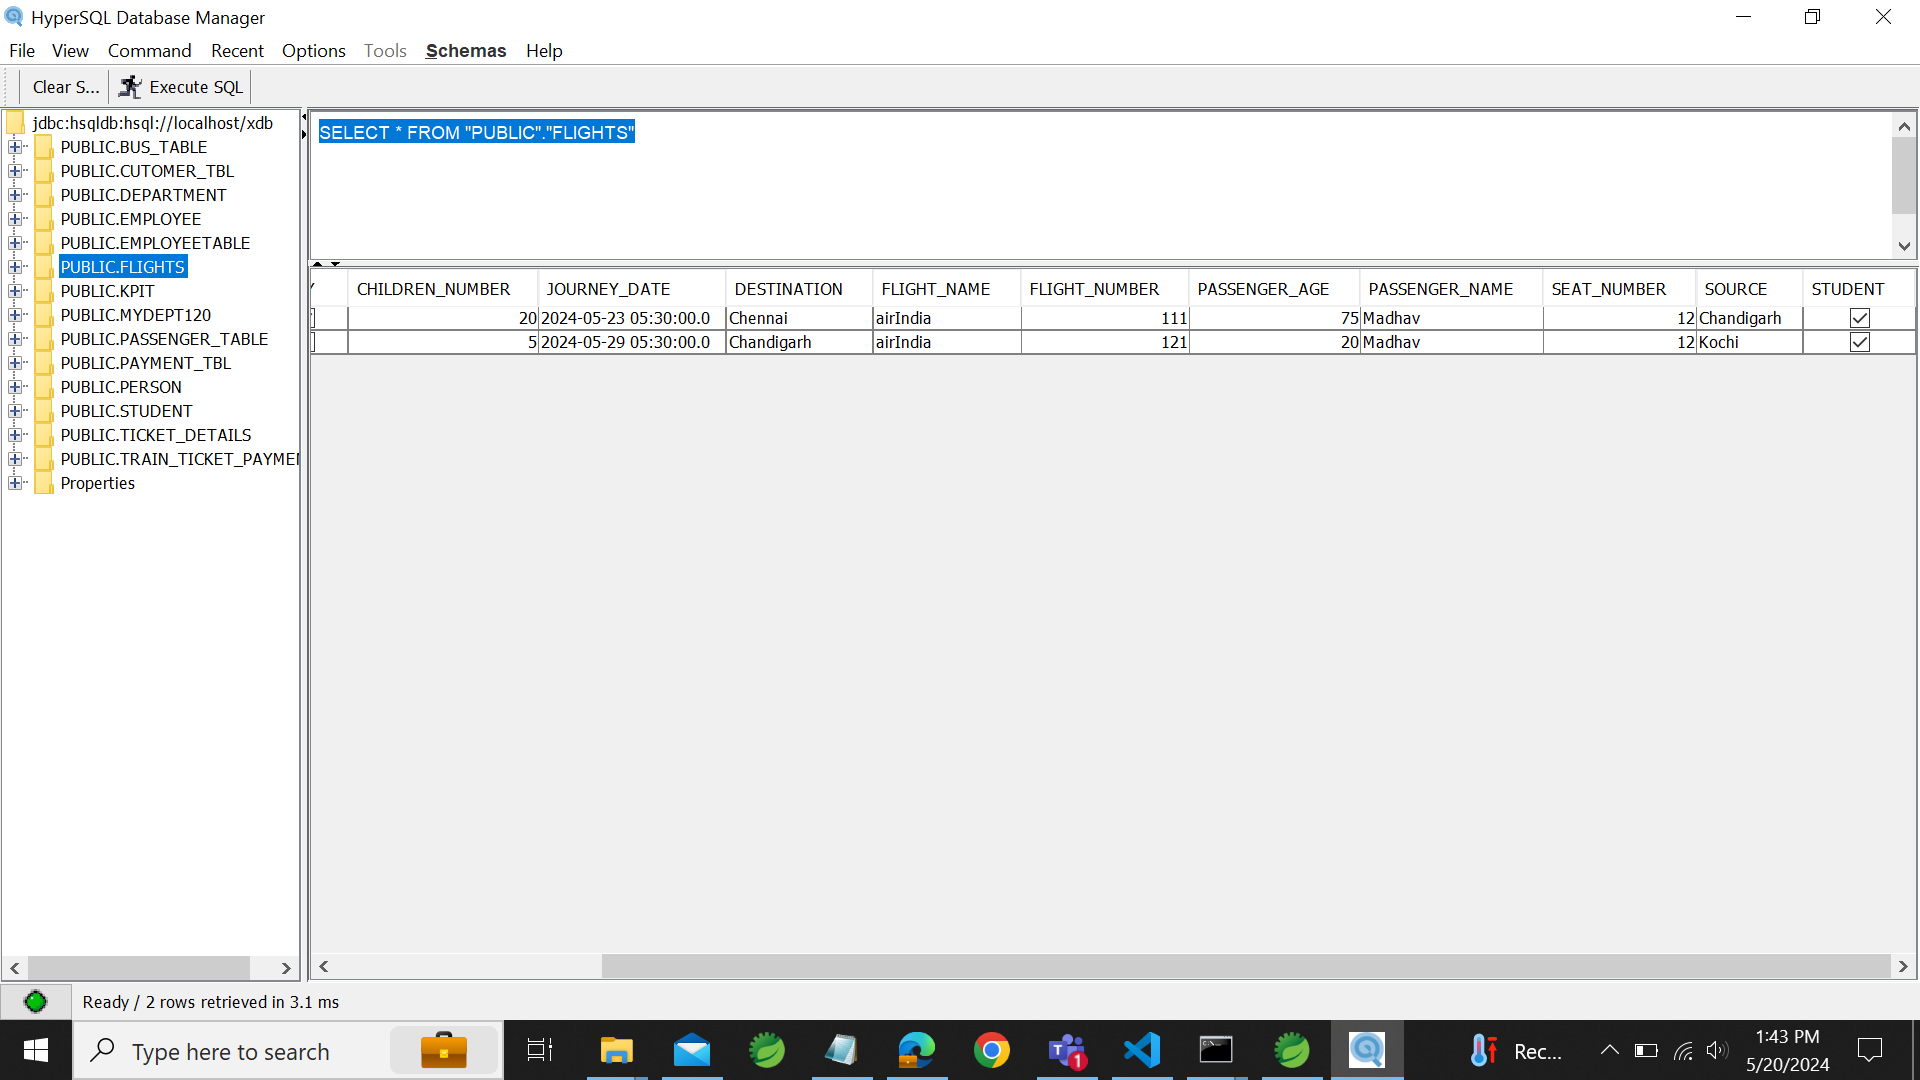 HyperSQL Database Manager
File View Command Recent Options Tools Schemas Help
Clear S... Execute SQL
jdbc:hsqldb:hsql://localhost/xdb
PUBLIC.BUS_TABLE
PUBLIC.CUTOMER_TBL
PUBLIC.DEPARTMENT
PUBLIC.EMPLOYEE
PUBLIC.EMPLOYEETABLE
PUBLIC.FLIGHTS
PUBLIC.KPIT
PUBLIC.MYDEPT120
PUBLIC.PASSENGER_TABLE
PUBLIC.PAYMENT_TBL
PUBLIC.PERSON
PUBLIC.STUDENT
PUBLIC.TICKET_DETAILS
PUBLIC.TRAIN_TICKET_PAYMEN
Properties
SELECT * FROM "PUBLIC"."FLIGHTS"
CHILDREN_NUMBER JOURNEY_DATE DESTINATION FLIGHT_NAME FLIGHT_NUMBER PASSENGER_AGE PASSENGER_NAME SEAT_NUMBER SOURCE STUDENT
20 2024-05-23 05:30:00.0 Chennai airIndia 111 75 Madhav 12 Chandigarh
5 2024-05-29 05:30:00.0 Chandigarh airIndia 121 20 Madhav 12 Kochi
Ready / 2 rows retrieved in 3.1 ms
Type here to search
1
Rec...
1:43 PM
5/20/2024